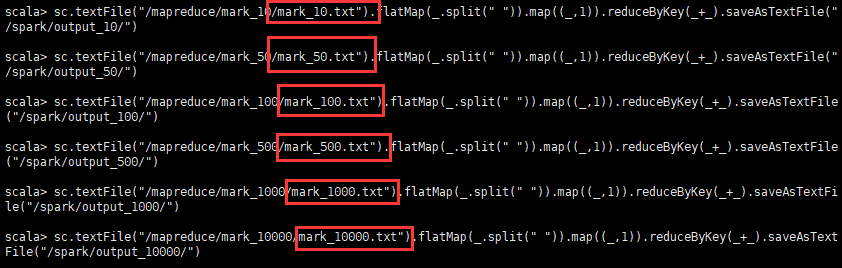 scala> sc.textFile("/mapreduce/mark_10/mark_10.txt").flatMap(_.split(" ")).map((_,1)).reduceByKey(_+_).saveAsTextFile("
/spark/output_10/")
scala> sc.textFile("/mapreduce/mark_50/mark_50.txt").flatMap(_.split(" ")).map((_,1)).reduceByKey(_+_).saveAsTextFile("
/spark/output_50/")
scala> sc.textFile("/mapreduce/mark_100/mark_100.txt").flatMap(_.split(" ")).map((_,1)).reduceByKey(_+_).saveAsTextFile
("/spark/output_100/")
scala> sc.textFile("/mapreduce/mark_500/mark_500.txt").flatMap(_.split(" ")).map((_,1)).reduceByKey(_+_).saveAsTextFile
("/spark/output_500/")
scala> sc.textFile("/mapreduce/mark_1000/mark_1000.txt").flatMap(_.split(" ")).map((_,1)).reduceByKey(_+_).saveAsTextFi
le("/spark/output_1000/")
scala> sc.textFile("/mapreduce/mark_10000/mark_10000.txt").flatMap(_.split(" ")).map((_,1)).reduceByKey(_+_).saveAsText
File("/spark/output_10000/")